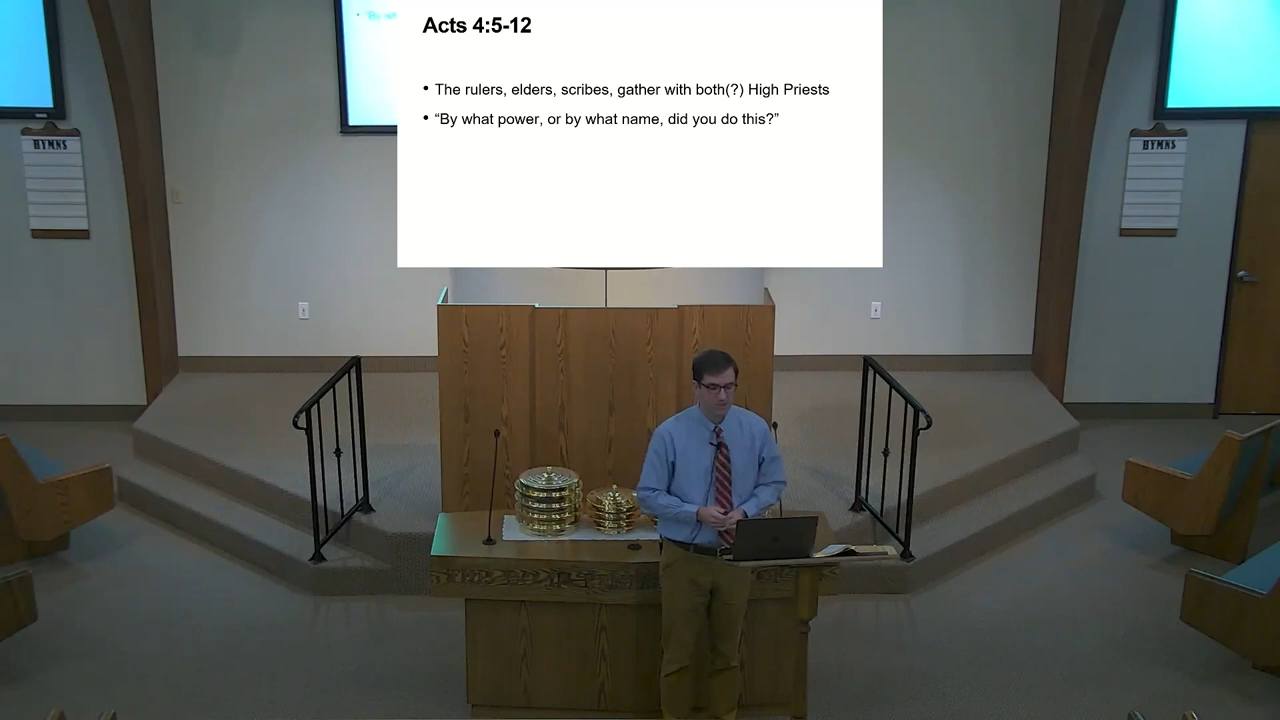 Acts 4:5-12
• The rulers, elders, scribes, gather with both(?) High Priests
• “By what power, or by what name, did you do this?”
HYMNS
HYMNS